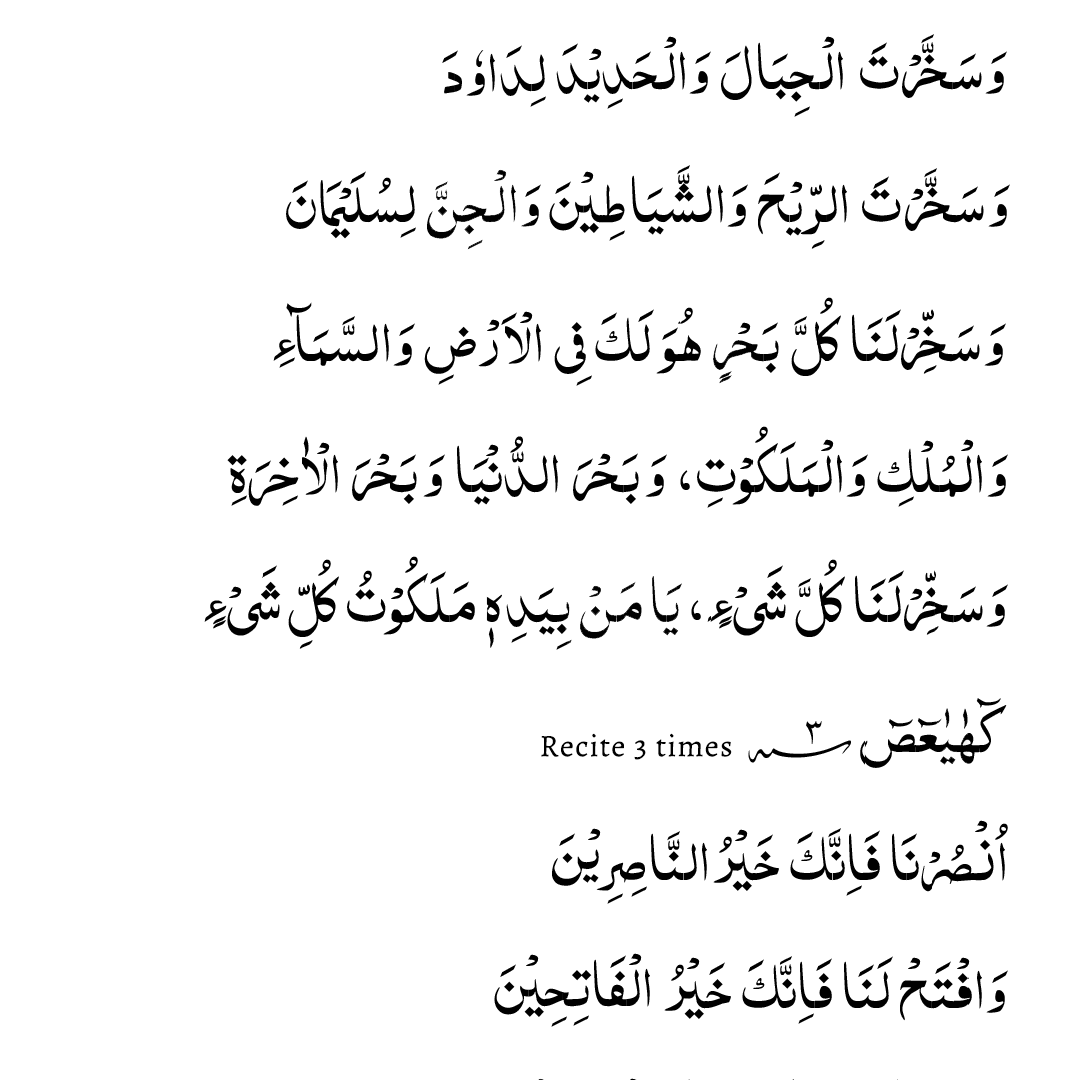 وَسَخَّرْتَ الْجِبَالَ وَالْحَدِيْدَ لِدَاوٗدَ
وَسَخَّرْتَ الرِّيْحَ وَالشَّيَاطِيْنَ وَالْجِنَّ لِسُلَيْمَانَ
وَسَخِّرْلَنَا كُلَّ بَحْرٍ هُوَ لَكَ فِى الْاَرْضِ وَالسَّمَآءِ
وَالْمُلْكِ وَالْمَلَكُوْتِ، وَبَحْرَ الدُّنْيَا وَبَحْرَ الْاٰخِرَةِ
وَسَخِّرْلَنَا كُلَّ شَىْءٍ، يَا مَنْ بِيَدِهٖ مَلَكُوْتُ كُلِّ شَىْءٍ
كٓهٰيٰعٓصٓ ؃٣ Recite 3 times
اُنْصُرْنَا فَاِنَّكَ خَيْرُ النَّاصِرِيْنَ
وَافْتَحْ لَنَا فَاِنَّكَ خَيْرُ الْفَاتِحِيْنَ